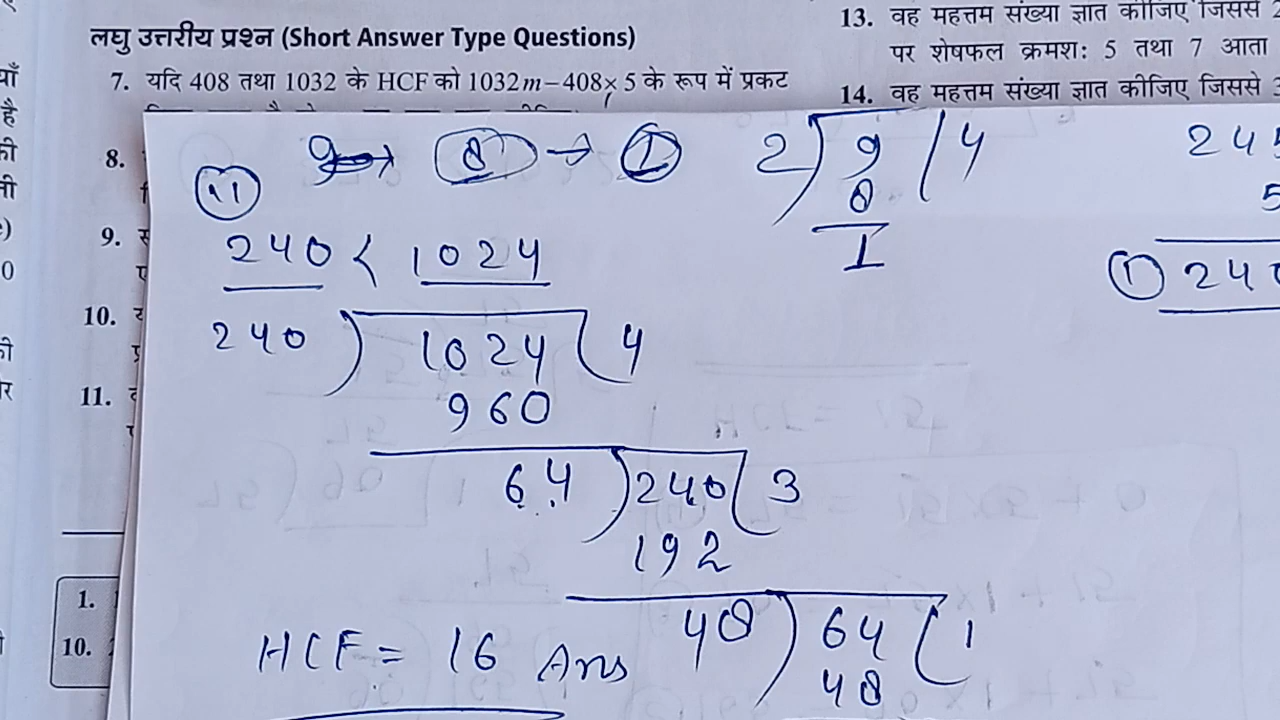 लघु उत्तरीय प्रश्न (Short Answer Type Questions)
7. यदि 408 तथा 1032 के HCF को 1032m – 408 × 5 के रूप में प्रकट
8.
9.
10.
11.
1.
10.
13. वह महत्तम संख्या ज्ञात कीजिए जिससे
पर शेषफल क्रमश: 5 तथा 7 आता
14. वह महत्तम संख्या ज्ञात कीजिए जिससे
9 → 8 → 1
2) 9 (4
8
1
(11)
240 < 1024
240) 1024 (4
960
64) 240 (3
192
48) 64 (1
48
HCF = 16 Ans